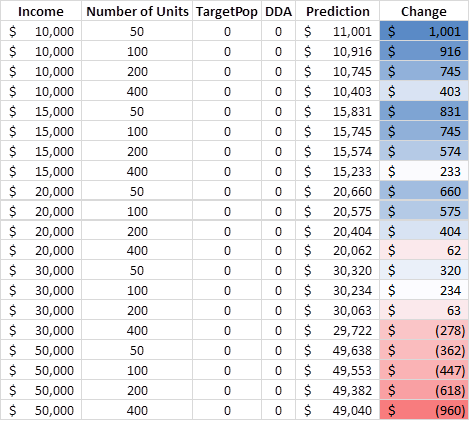 Income Number of Units TargetPop DDA Prediction Change
$ 10,000 50 0 0 $ 11,001 $ 1,001
$ 10,000 100 0 0 $ 10,916 $ 916
$ 10,000 200 0 0 $ 10,745 $ 745
$ 10,000 400 0 0 $ 10,403 $ 403
$ 15,000 50 0 0 $ 15,831 $ 831
$ 15,000 100 0 0 $ 15,745 $ 745
$ 15,000 200 0 0 $ 15,574 $ 574
$ 15,000 400 0 0 $ 15,233 $ 233
$ 20,000 50 0 0 $ 20,660 $ 660
$ 20,000 100 0 0 $ 20,575 $ 575
$ 20,000 200 0 0 $ 20,404 $ 404
$ 20,000 400 0 0 $ 20,062 $ 62
$ 30,000 50 0 0 $ 30,320 $ 320
$ 30,000 100 0 0 $ 30,234 $ 234
$ 30,000 200 0 0 $ 30,063 $ 63
$ 30,000 400 0 0 $ 29,722 $ (278)
$ 50,000 50 0 0 $ 49,638 $ (362)
$ 50,000 100 0 0 $ 49,553 $ (447)
$ 50,000 200 0 0 $ 49,382 $ (618)
$ 50,000 400 0 0 $ 49,040 $ (960)